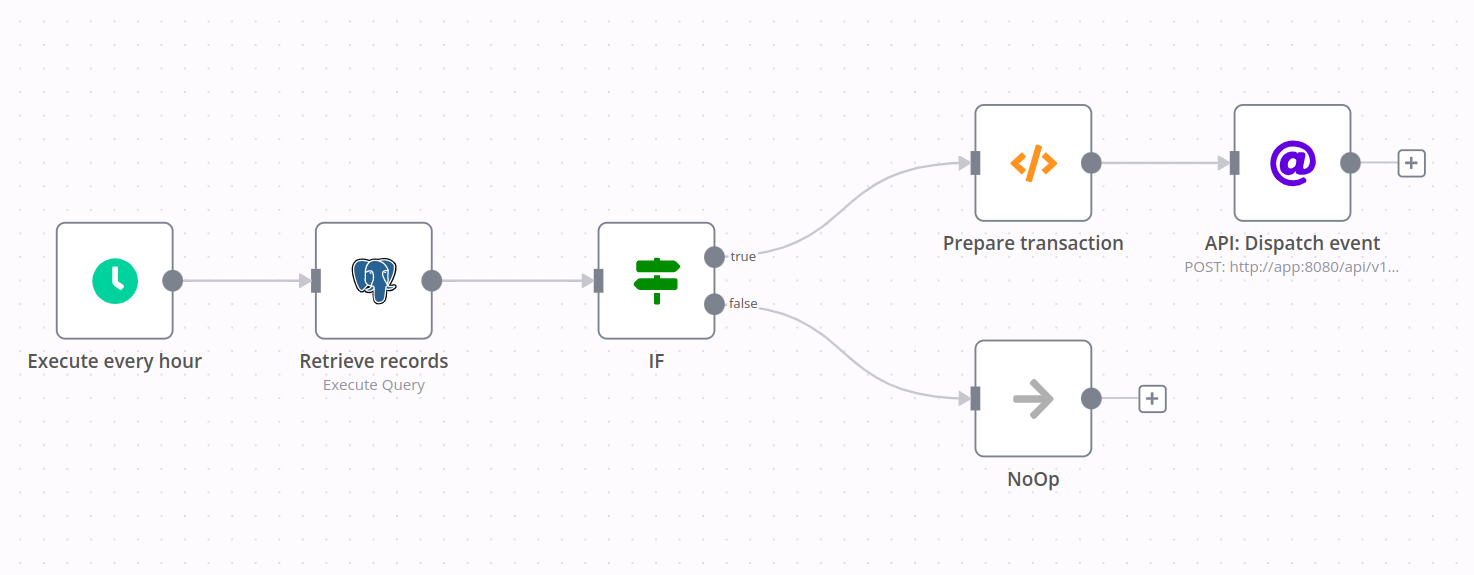 Execute every hour
Retrieve records
Execute Query
IF
true
false
Prepare transaction
API: Dispatch event
POST: http://app:8080/api/v1...
NoOp